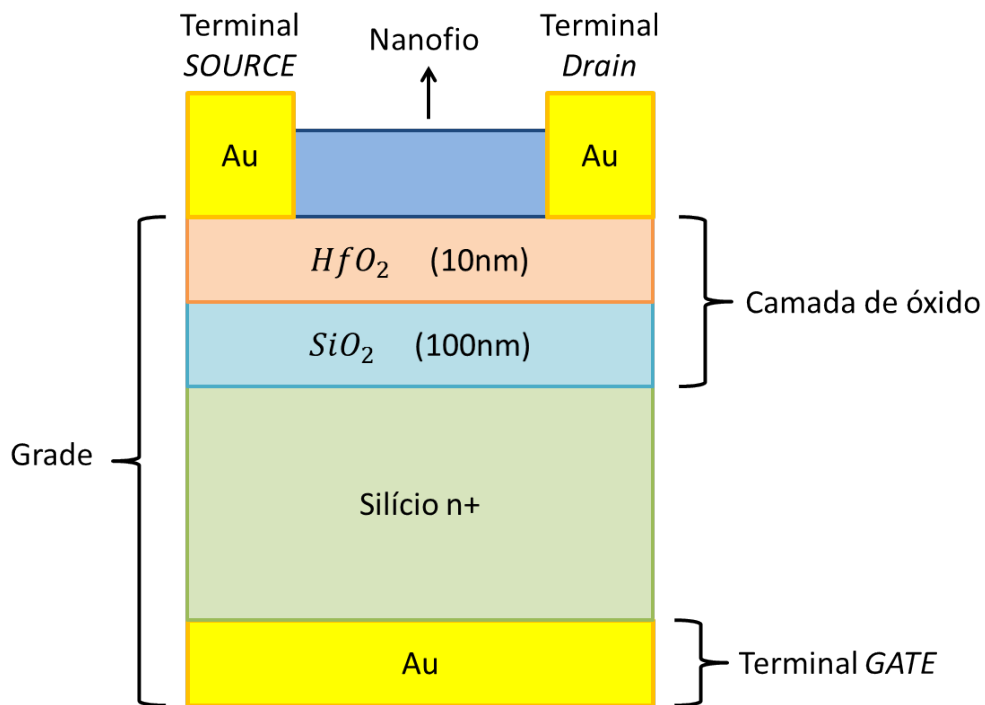 Terminal
SOURCE
Nanofio
Terminal
Drain
Au
Au
HfO₂ (10nm)
SiO₂ (100nm)
Camada de óxido
Grade
Silício n+
Au
Terminal GATE